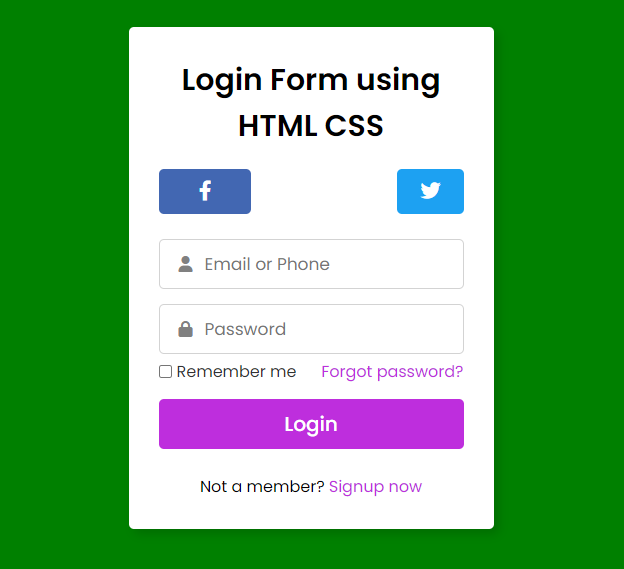 Login Form using
HTML CSS
Email or Phone
Password
Remember me Forgot password?
Login
Not a member? Signup now